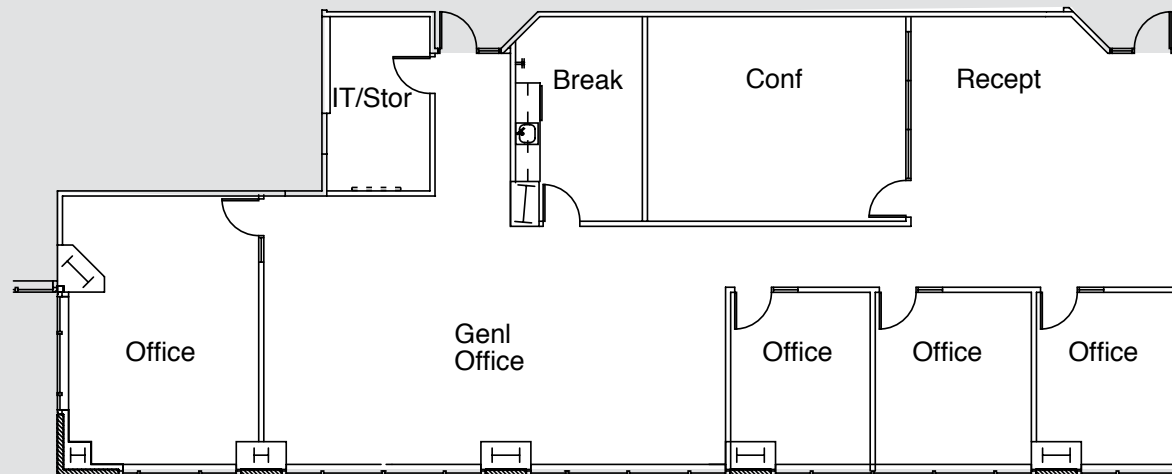 IT/Stor
Break
Conf
Recept
Office
Genl
Office
Office
Office
Office